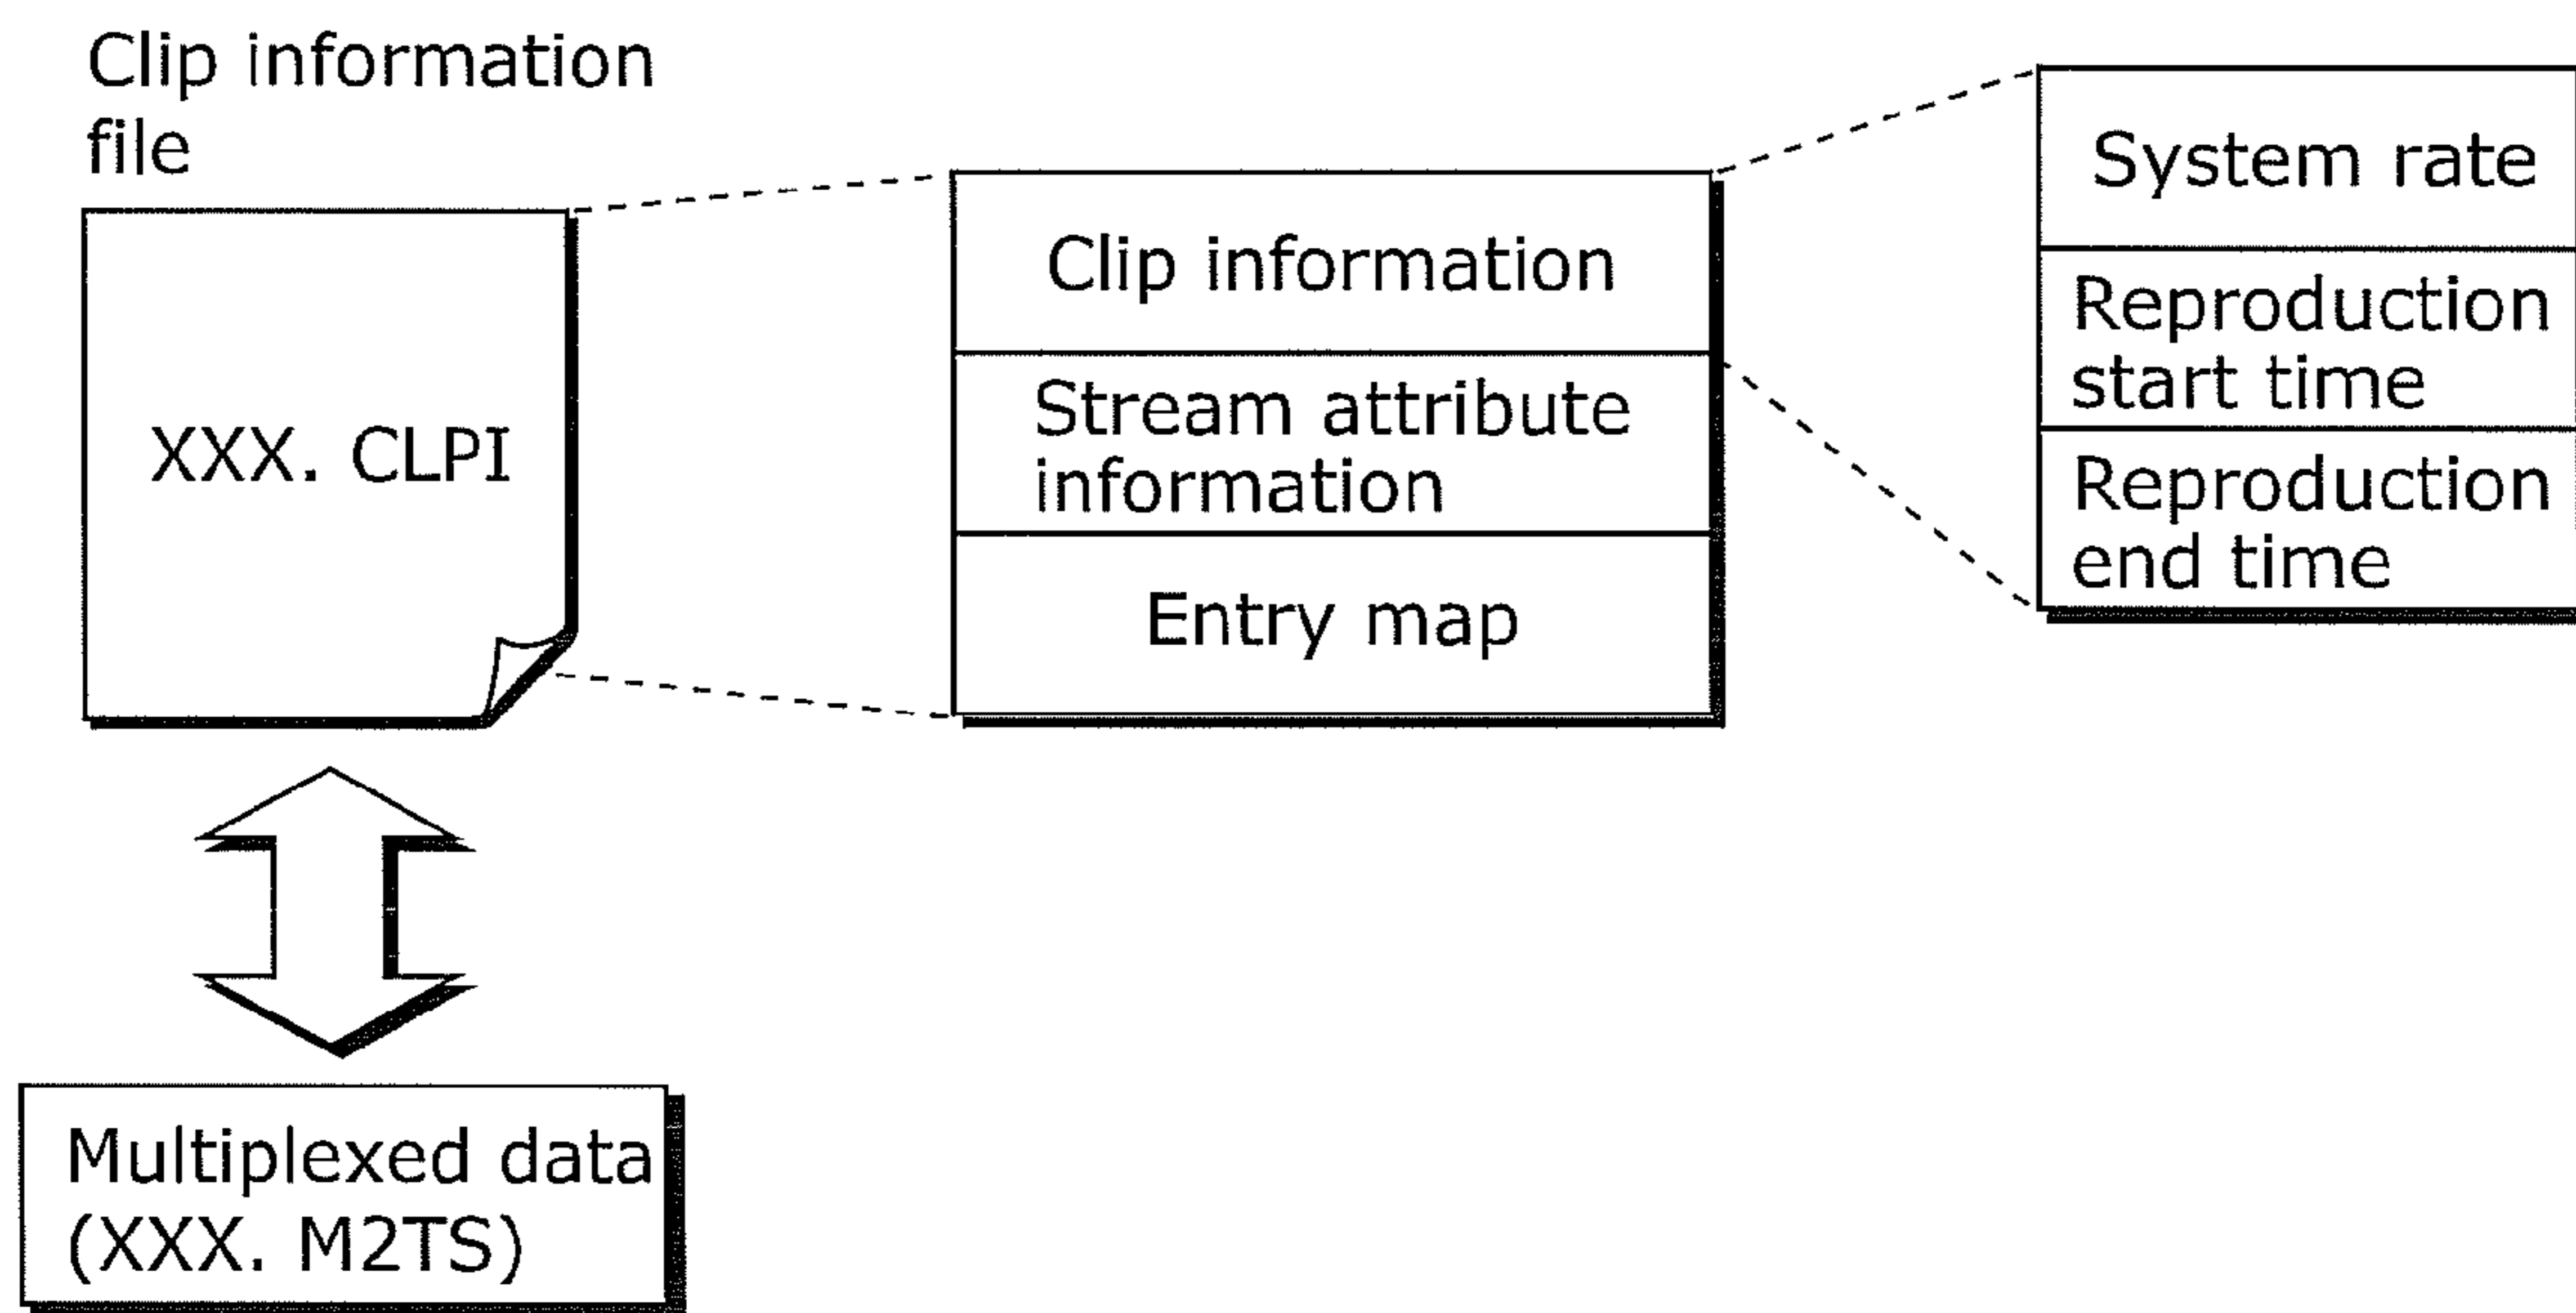 Clip information
file
XXX. CLPI
Clip information
Stream attribute
information
Entry map
System rate
Reproduction
start time
Reproduction
end time
Multiplexed data
(XXX. M2TS)